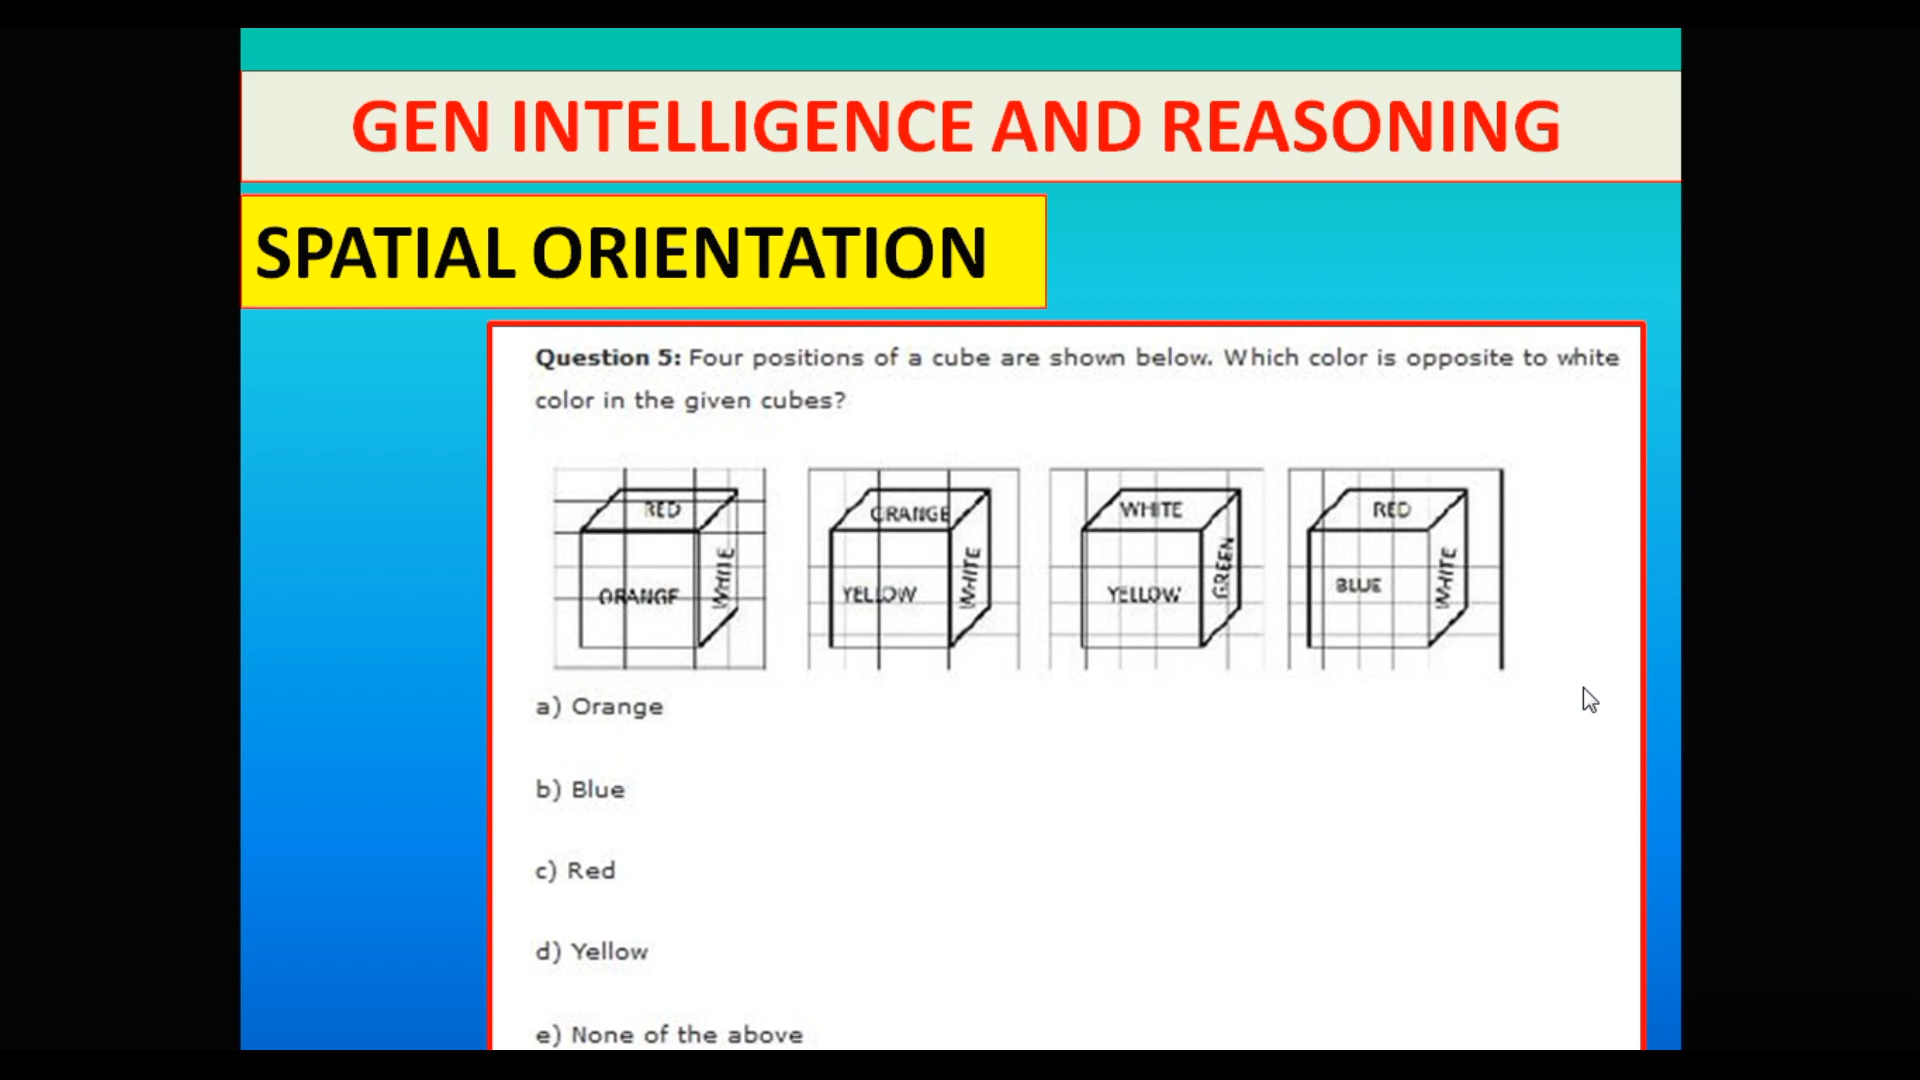 GEN INTELLIGENCE AND REASONING
SPATIAL ORIENTATION
Question 5: Four positions of a cube are shown below. Which color is opposite to white
color in the given cubes?
RED
ORANGE
WHITE
ORANGE
YELLOW
WHITE
WHITE
YELLOW
GREEN
RED
BLUE
WHITE
a) Orange
b) Blue
c) Red
d) Yellow
e) None of the above